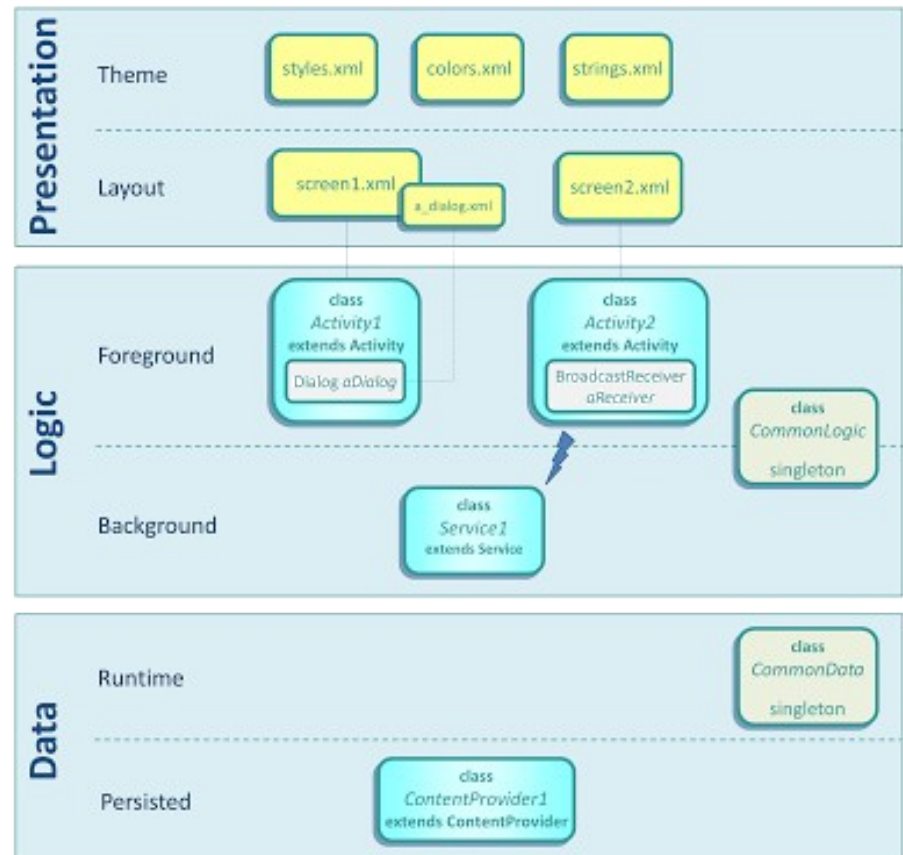 Presentation
Theme
styles.xml
colors.xml
strings.xml
Layout
screen1.xml
a_dialog.xml
screen2.xml
Logic
Foreground
class
Activity1
extends Activity
Dialog aDialog
class
Activity2
extends Activity
BroadcastReceiver
aReceiver
class
CommonLogic
singleton
Background
class
Service1
extends Service
Data
Runtime
class
CommonData
singleton
Persisted
class
ContentProvider1
extends ContentProvider